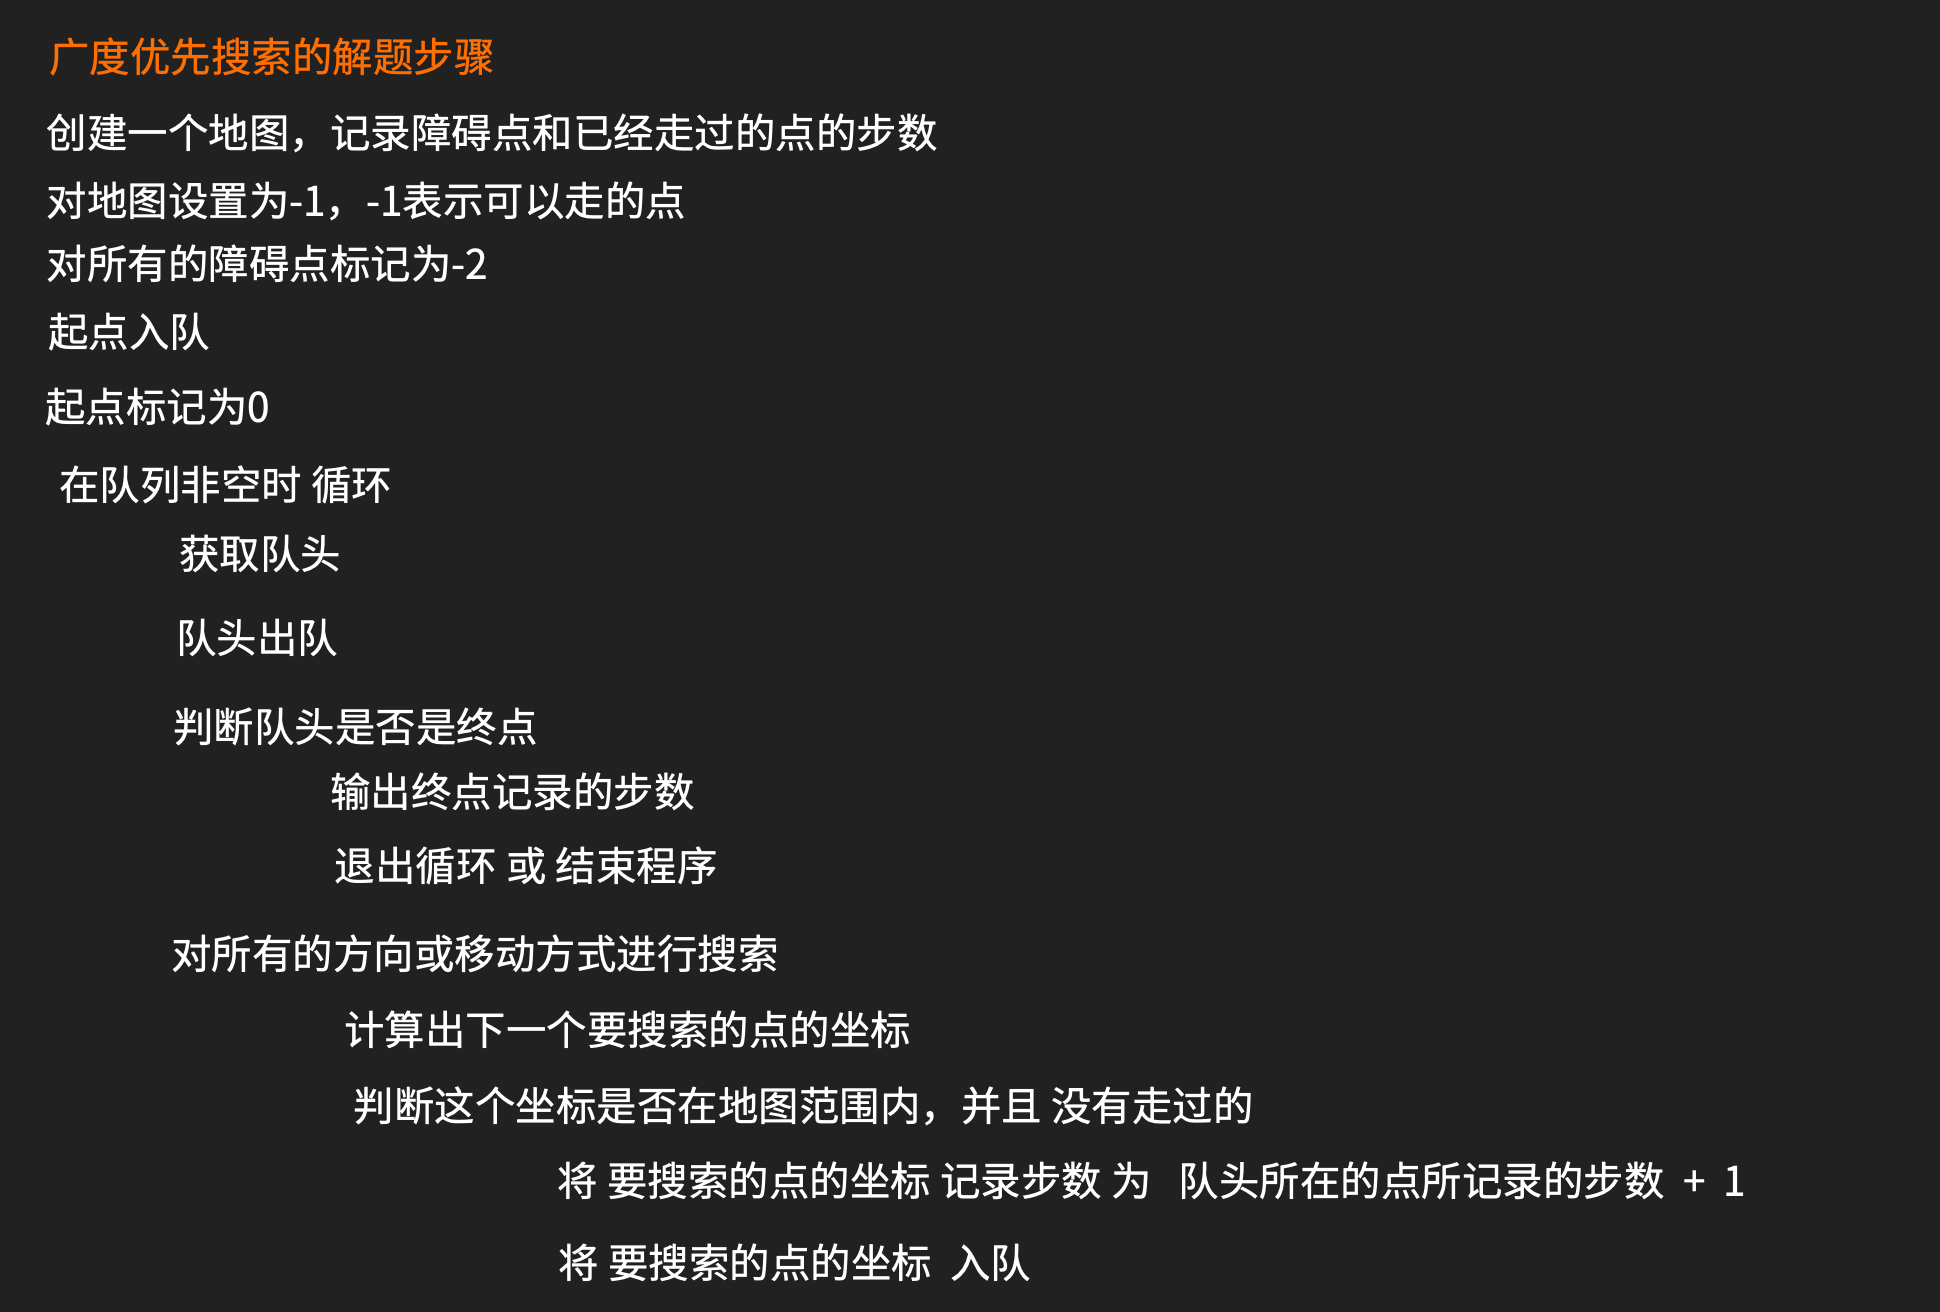 广度优先搜索的解题步骤
创建一个地图，记录障碍点和已经走过的点的步数
对地图设置为-1，-1表示可以走的点
对所有的障碍点标记为-2
起点入队
起点标记为0
在队列非空时 循环
获取队头
队头出队
判断队头是否是终点
输出终点记录的步数
退出循环 或 结束程序
对所有的方向或移动方式进行搜索
计算出下一个要搜索的点的坐标
判断这个坐标是否在地图范围内，并且 没有走过的
将 要搜索的点的坐标 记录步数 为 队头所在的点所记录的步数 + 1
将 要搜索的点的坐标 入队